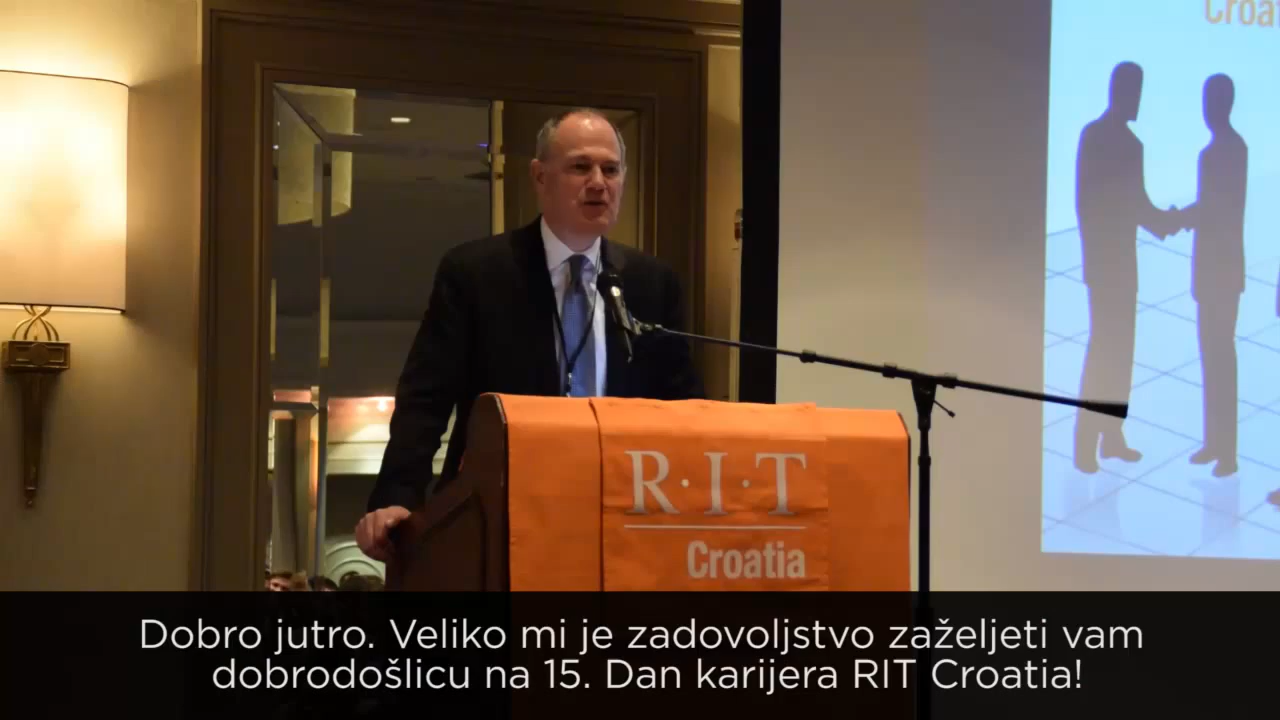 R·I·T
Croatia
Dobro jutro. Veliko mi je zadovoljstvo zaželjeti vam
dobrodošlicu na 15. Dan karijera RIT Croatia!